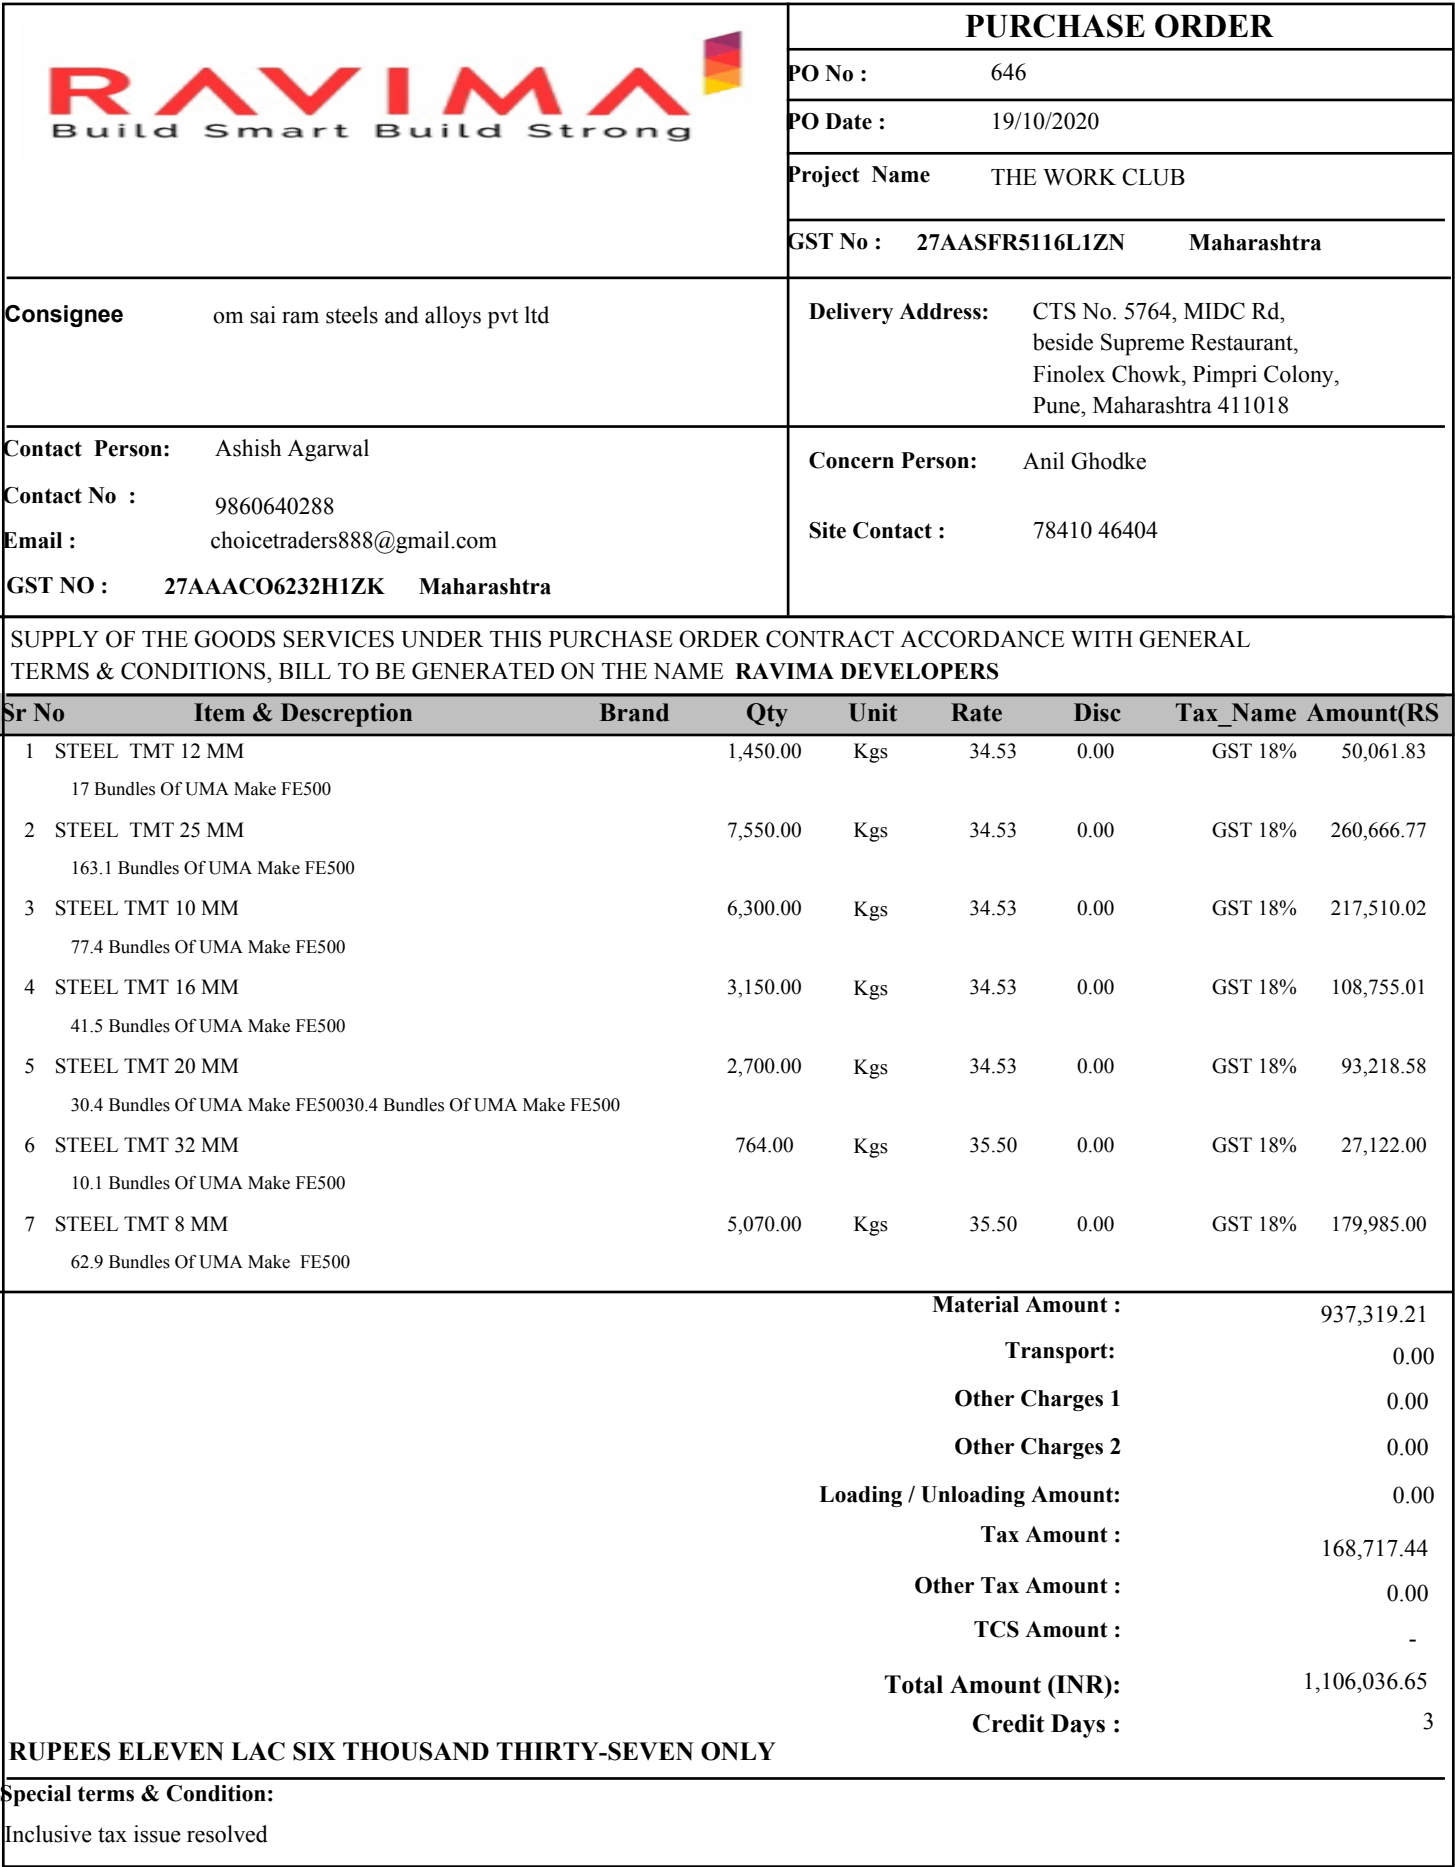 RAVIMA
Build Smart Build Strong
PURCHASE ORDER
PO No : 646
PO Date : 19/10/2020
Project Name THE WORK CLUB
GST No : 27AASFR5116L1ZN Maharashtra
Consignee om sai ram steels and alloys pvt ltd
Delivery Address: CTS No. 5764, MIDC Rd,
beside Supreme Restaurant,
Finolex Chowk, Pimpri Colony,
Pune, Maharashtra 411018
Contact Person: Ashish Agarwal
Contact No : 9860640288
Email : choicetraders888@gmail.com
GST NO : 27AAACO6232H1ZK Maharashtra
Concern Person: Anil Ghodke
Site Contact : 78410 46404
SUPPLY OF THE GOODS SERVICES UNDER THIS PURCHASE ORDER CONTRACT ACCORDANCE WITH GENERAL
TERMS & CONDITIONS, BILL TO BE GENERATED ON THE NAME RAVIMA DEVELOPERS
Sr No Item & Descreption Brand Qty Unit Rate Disc Tax_Name Amount(RS
1 STEEL TMT 12 MM 1,450.00 Kgs 34.53 0.00 GST 18% 50,061.83
17 Bundles Of UMA Make FE500
2 STEEL TMT 25 MM 7,550.00 Kgs 34.53 0.00 GST 18% 260,666.77
163.1 Bundles Of UMA Make FE500
3 STEEL TMT 10 MM 6,300.00 Kgs 34.53 0.00 GST 18% 217,510.02
77.4 Bundles Of UMA Make FE500
4 STEEL TMT 16 MM 3,150.00 Kgs 34.53 0.00 GST 18% 108,755.01
41.5 Bundles Of UMA Make FE500
5 STEEL TMT 20 MM 2,700.00 Kgs 34.53 0.00 GST 18% 93,218.58
30.4 Bundles Of UMA Make FE50030.4 Bundles Of UMA Make FE500
6 STEEL TMT 32 MM 764.00 Kgs 35.50 0.00 GST 18% 27,122.00
10.1 Bundles Of UMA Make FE500
7 STEEL TMT 8 MM 5,070.00 Kgs 35.50 0.00 GST 18% 179,985.00
62.9 Bundles Of UMA Make FE500
Material Amount : 937,319.21
Transport: 0.00
Other Charges 1 0.00
Other Charges 2 0.00
Loading / Unloading Amount: 0.00
Tax Amount : 168,717.44
Other Tax Amount : 0.00
TCS Amount : -
Total Amount (INR): 1,106,036.65
Credit Days : 3
RUPEES ELEVEN LAC SIX THOUSAND THIRTY-SEVEN ONLY
Special terms & Condition:
Inclusive tax issue resolved